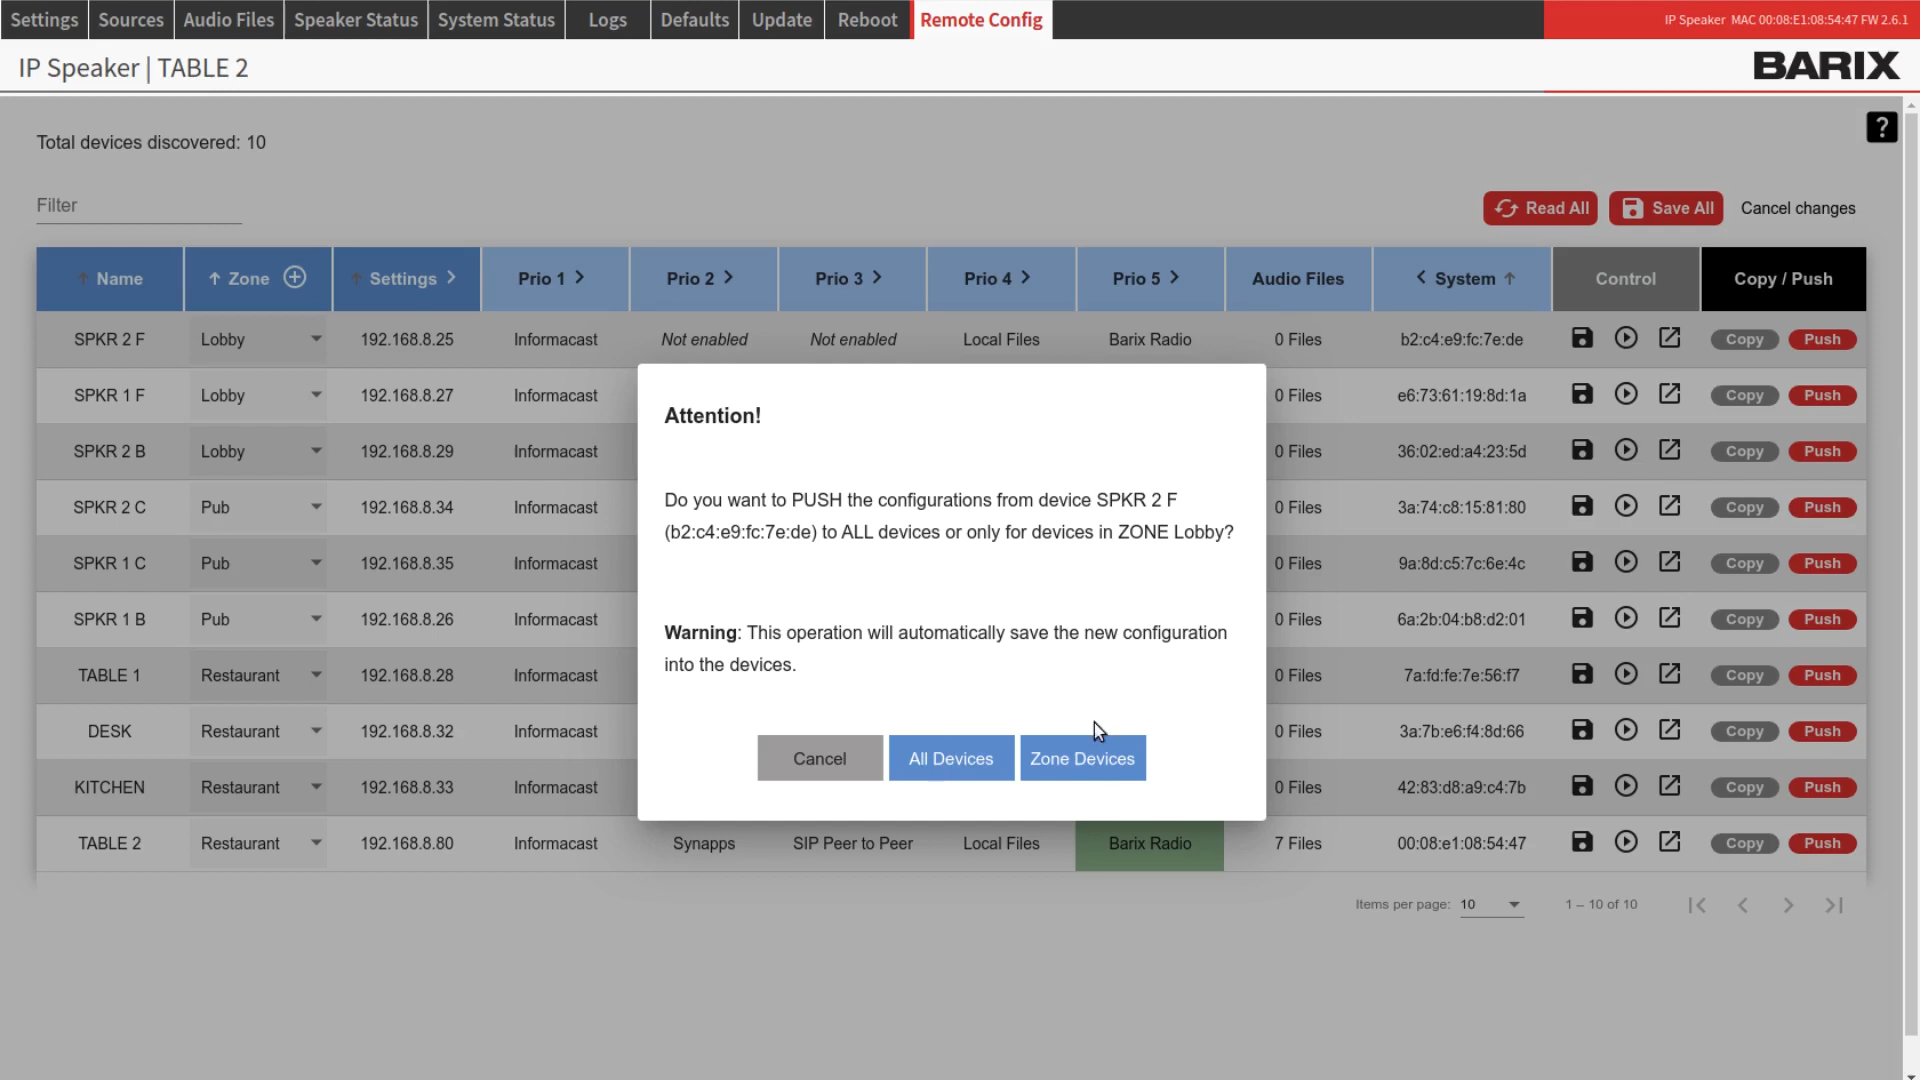 Settings Sources Audio Files Speaker Status System Status Logs Defaults Update Reboot Remote Config IP Speaker MAC 00:08:E1:08:54:47 FW 2.6.1
IP Speaker | TABLE 2 BARIX
Total devices discovered: 10 ?
Filter Read All Save All Cancel changes
↑ Name ↑ Zone ↑ Settings > Prio 1 > Prio 2 > Prio 3 > Prio 4 > Prio 5 > Audio Files < System ↑ Control Copy / Push
SPKR 2 F Lobby 192.168.8.25 Informacast Not enabled Not enabled Local Files Barix Radio 0 Files b2:c4:e9:fc:7e:de Copy Push
SPKR 1 F Lobby 192.168.8.27 Informacast 0 Files e6:73:61:19:8d:1a Copy Push
SPKR 2 B Lobby 192.168.8.29 Informacast 0 Files 36:02:ed:a4:23:5d Copy Push
SPKR 2 C Pub 192.168.8.34 Informacast 0 Files 3a:74:c8:15:81:80 Copy Push
SPKR 1 C Pub 192.168.8.35 Informacast 0 Files 9a:8d:c5:7c:6e:4c Copy Push
SPKR 1 B Pub 192.168.8.26 Informacast 0 Files 6a:2b:04:b8:d2:01 Copy Push
TABLE 1 Restaurant 192.168.8.28 Informacast 0 Files 7a:fd:fe:7e:56:f7 Copy Push
DESK Restaurant 192.168.8.32 Informacast 0 Files 3a:7b:e6:f4:8d:66 Copy Push
KITCHEN Restaurant 192.168.8.33 Informacast 0 Files 42:83:d8:a9:c4:7b Copy Push
TABLE 2 Restaurant 192.168.8.80 Informacast Synapps SIP Peer to Peer Local Files Barix Radio 7 Files 00:08:e1:08:54:47 Copy Push
Items per page: 10 1 – 10 of 10
Attention!
Do you want to PUSH the configurations from device SPKR 2 F
(b2:c4:e9:fc:7e:de) to ALL devices or only for devices in ZONE Lobby?
Warning: This operation will automatically save the new configuration
into the devices.
Cancel All Devices Zone Devices